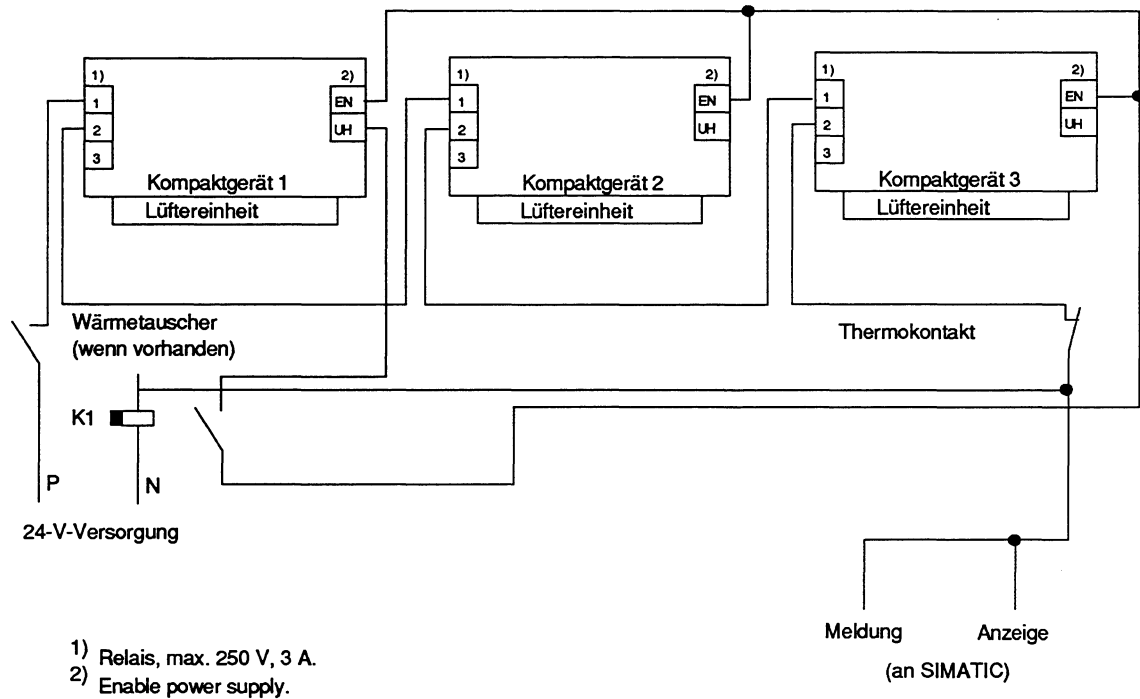 1) 2)
1 EN
2 UH
3
Kompaktgerät 1
Lüftereinheit
1) 2)
1 EN
2 UH
3
Kompaktgerät 2
Lüftereinheit
1) 2)
1 EN
2 UH
3
Kompaktgerät 3
Lüftereinheit
Wärmetauscher
(wenn vorhanden)
Thermokontakt
K1
P N
24-V-Versorgung
Meldung Anzeige
(an SIMATIC)
1) Relais, max. 250 V, 3 A.
2) Enable power supply.